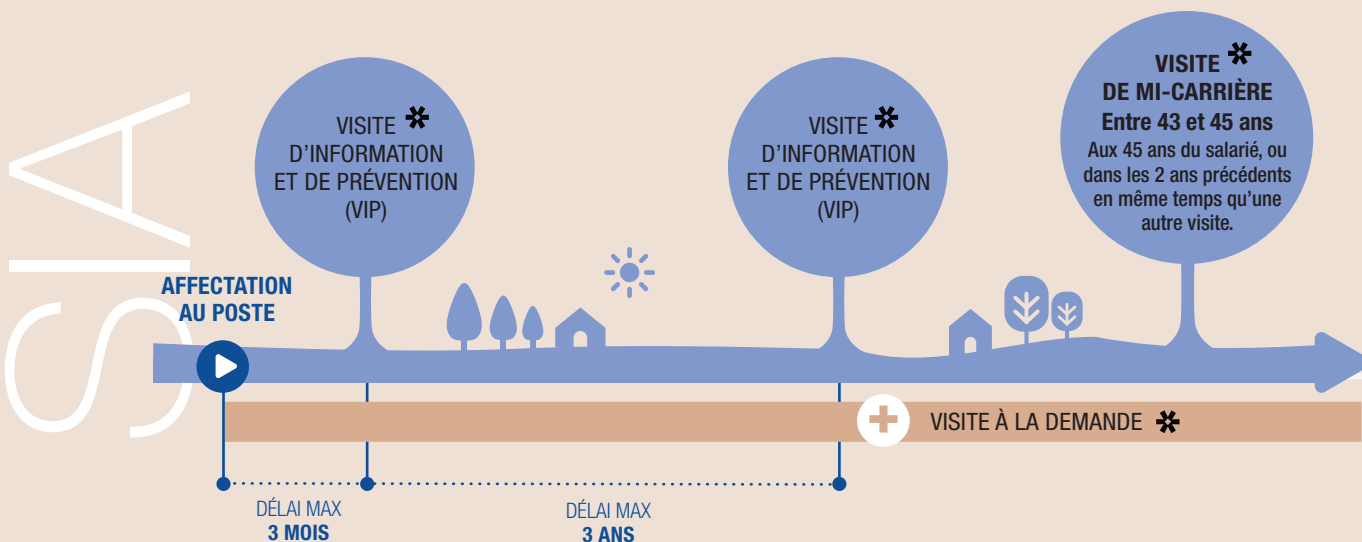 SIA
VISITE *
D'INFORMATION
ET DE PRÉVENTION
(VIP)
VISITE *
D'INFORMATION
ET DE PRÉVENTION
(VIP)
VISITE *
DE MI-CARRIÈRE
Entre 43 et 45 ans
Aux 45 ans du salarié, ou
dans les 2 ans précédents
en même temps qu'une
autre visite.
AFFECTATION
AU POSTE
VISITE À LA DEMANDE *
DÉLAI MAX
3 MOIS
DÉLAI MAX
3 ANS